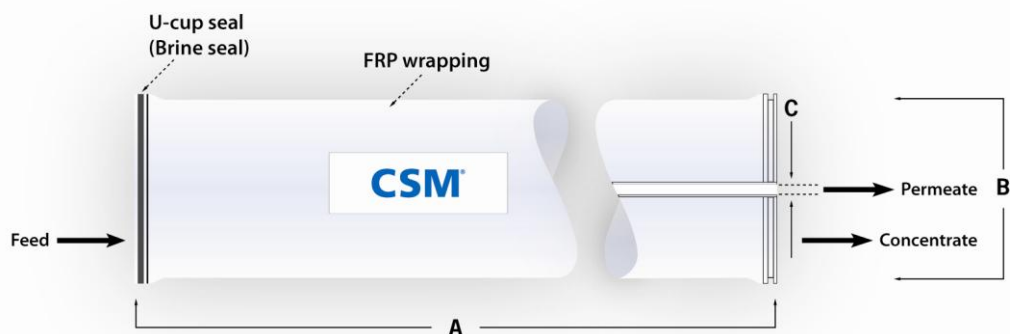 U-cup seal
(Brine seal)
FRP wrapping
C
CSM®
Permeate
B
Feed
Concentrate
A